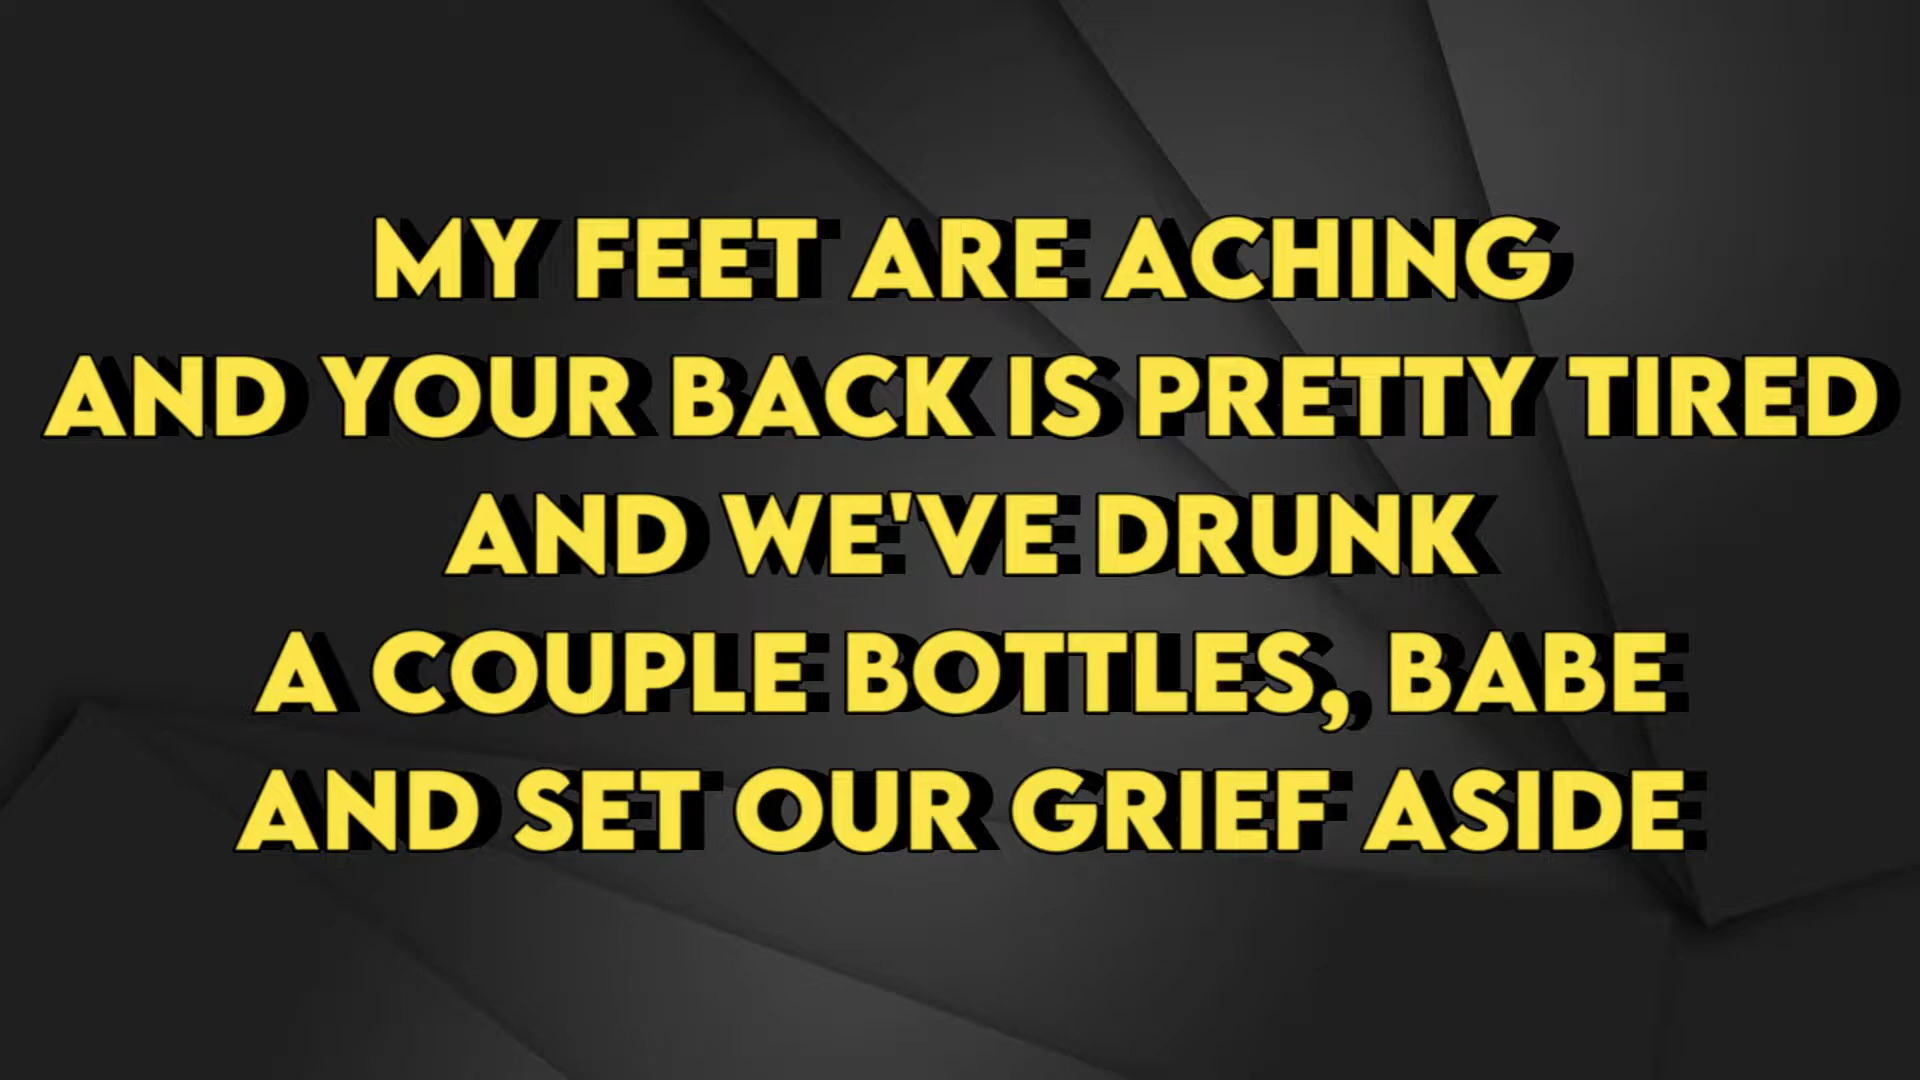 MY FEET ARE ACHING
AND YOUR BACK IS PRETTY TIRED
AND WE'VE DRUNK
A COUPLE BOTTLES, BABE
AND SET OUR GRIEF ASIDE